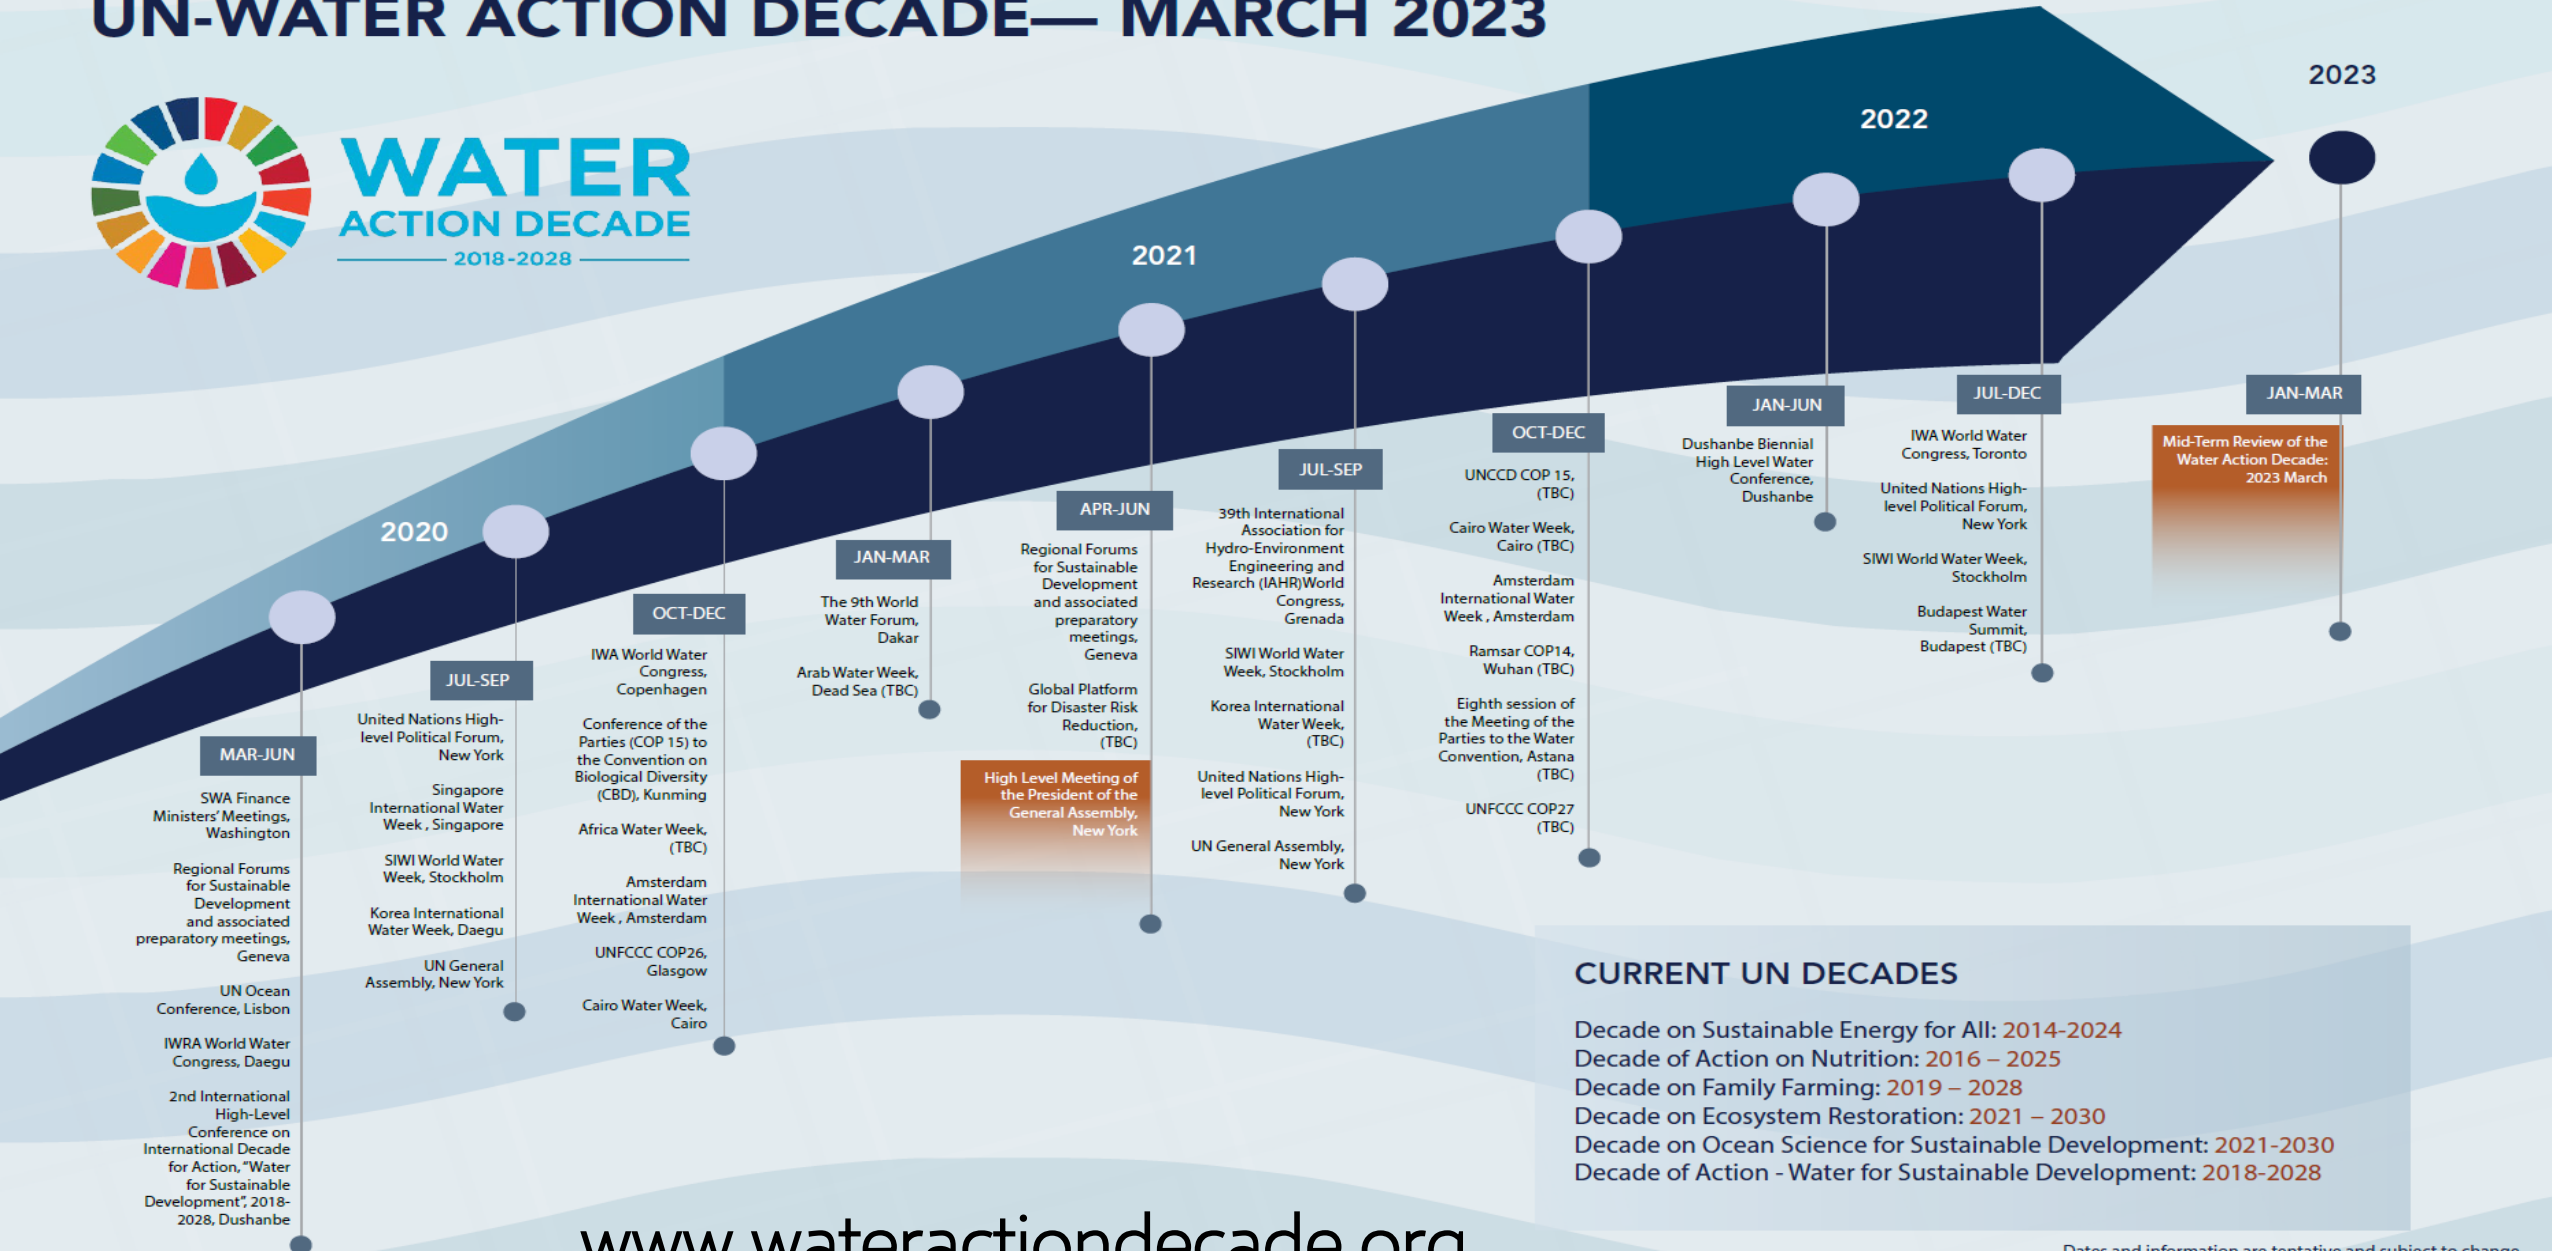 UN-WATER ACTION DECADE— MARCH 2023
WATER
ACTION DECADE
2018-2028
2020
MAR-JUN
SWA Finance
Ministers' Meetings,
Washington
Regional Forums
for Sustainable
Development
and associated
preparatory meetings,
Geneva
UN Ocean
Conference, Lisbon
IWRA World Water
Congress, Daegu
2nd International
High-Level
Conference on
International Decade
for Action, "Water
for Sustainable
Development", 2018-
2028, Dushanbe
JUL-SEP
United Nations High-
level Political Forum,
New York
Singapore
International Water
Week , Singapore
SIWI World Water
Week, Stockholm
Korea International
Water Week, Daegu
UN General
Assembly, New York
OCT-DEC
IWA World Water
Congress,
Copenhagen
Conference of the
Parties (COP 15) to
the Convention on
Biological Diversity
(CBD), Kunming
Africa Water Week,
(TBC)
Amsterdam
International Water
Week , Amsterdam
UNFCCC COP26,
Glasgow
Cairo Water Week,
Cairo
2021
JAN-MAR
The 9th World
Water Forum,
Dakar
Arab Water Week,
Dead Sea (TBC)
APR-JUN
Regional Forums
for Sustainable
Development
and associated
preparatory
meetings,
Geneva
Global Platform
for Disaster Risk
Reduction,
(TBC)
High Level Meeting of
the President of the
General Assembly,
New York
JUL-SEP
39th International
Association for
Hydro-Environment
Engineering and
Research (IAHR)World
Congress,
Grenada
SIWI World Water
Week, Stockholm
Korea International
Water Week,
(TBC)
United Nations High-
level Political Forum,
New York
UN General Assembly,
New York
OCT-DEC
UNCCD COP 15,
(TBC)
Cairo Water Week,
Cairo (TBC)
Amsterdam
International Water
Week , Amsterdam
Ramsar COP14,
Wuhan (TBC)
Eighth session of
the Meeting of the
Parties to the Water
Convention, Astana
(TBC)
UNFCCC COP27
(TBC)
2022
JAN-JUN
Dushanbe Biennial
High Level Water
Conference,
Dushanbe
JUL-DEC
IWA World Water
Congress, Toronto
United Nations High-
level Political Forum,
New York
SIWI World Water Week,
Stockholm
Budapest Water
Summit,
Budapest (TBC)
2023
JAN-MAR
Mid-Term Review of the
Water Action Decade:
2023 March
CURRENT UN DECADES
Decade on Sustainable Energy for All: 2014-2024
Decade of Action on Nutrition: 2016 – 2025
Decade on Family Farming: 2019 – 2028
Decade on Ecosystem Restoration: 2021 – 2030
Decade on Ocean Science for Sustainable Development: 2021-2030
Decade of Action - Water for Sustainable Development: 2018-2028
www.wateractiondecade.org
Dates and information are tentative and subject to change